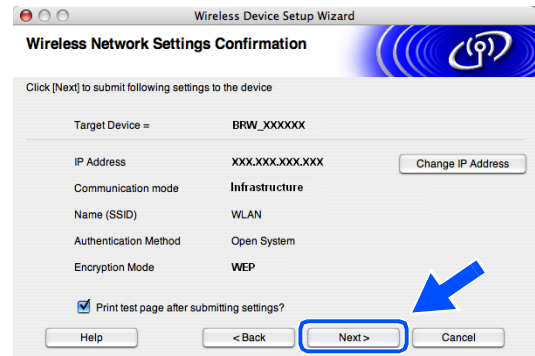 Wireless Device Setup Wizard
Wireless Network Settings Confirmation
Click [Next] to submit following settings to the device
Target Device = BRW_XXXXXX
IP Address XXX.XXX.XXX.XXX Change IP Address
Communication mode Infrastructure
Name (SSID) WLAN
Authentication Method Open System
Encryption Mode WEP
Print test page after submitting settings?
Help < Back Next > Cancel